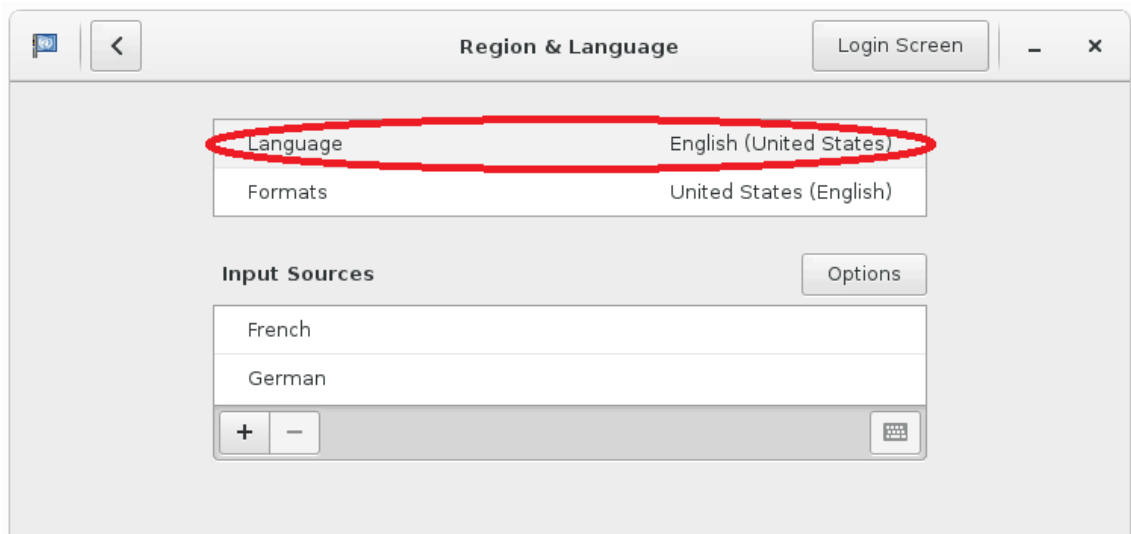 Region & Language
Login Screen
Language English (United States)
Formats United States (English)
Input Sources
Options
French
German